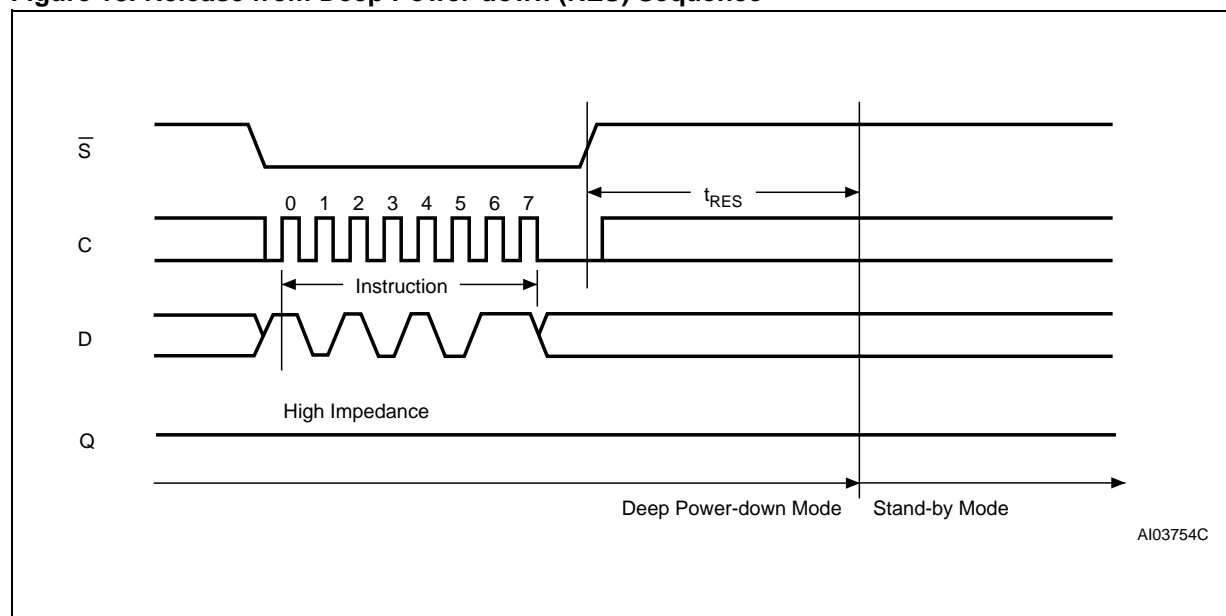 S̅
0 1 2 3 4 5 6 7
tRES
C
Instruction
D
High Impedance
Q
Deep Power-down Mode
Stand-by Mode
AI03754C